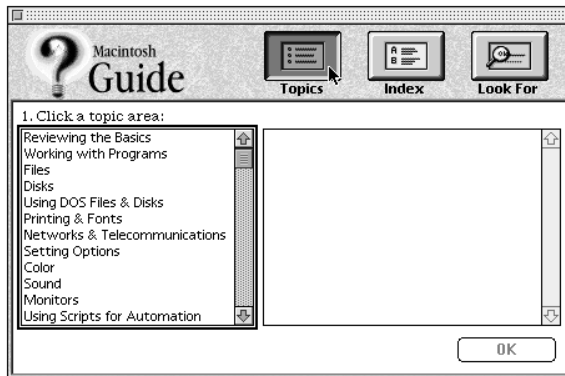 Macintosh
Guide
Topics
Index
Look For
1. Click a topic area:
Reviewing the Basics
Working with Programs
Files
Disks
Using DOS Files & Disks
Printing & Fonts
Networks & Telecommunications
Setting Options
Color
Sound
Monitors
Using Scripts for Automation
OK